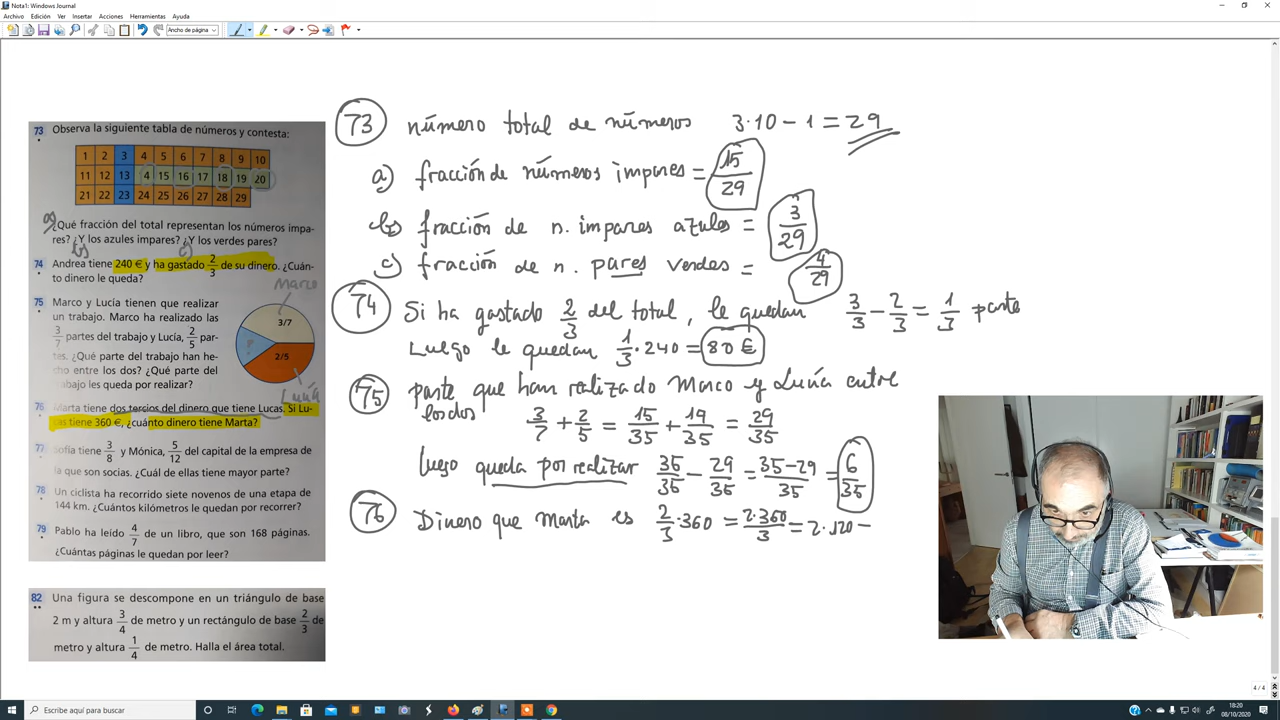 Nota1: Windows Journal
Archivo Edición Ver Insertar Acciones Herramientas Ayuda
Ancho de página
73 Observa la siguiente tabla de números y contesta:
1 2 3 4 5 6 7 8 9 10
11 12 13 4 15 16 17 18 19 20
21 22 23 24 25 26 27 28 29
a) ¿Qué fracción del total representan los números impa-
res? ¿Y los azules impares? ¿Y los verdes pares?
b) c)
74 Andrea tiene 240 € y ha gastado 2/3 de su dinero. ¿Cuán-
to dinero le queda?
Marco
75 Marco y Lucía tienen que realizar
un trabajo. Marco ha realizado las
3/7 partes del trabajo y Lucía, 2/5 par-
tes. ¿Qué parte del trabajo han he-
cho entre los dos? ¿Qué parte del
trabajo les queda por realizar?
3/7
2/5
Lucía
76 Marta tiene dos tercios del dinero que tiene Lucas. Si Lu-
cas tiene 360 €, ¿cuánto dinero tiene Marta?
77 Sofía tiene 3/8 y Mónica, 5/12 del capital de la empresa de
la que son socias. ¿Cuál de ellas tiene mayor parte?
78 Un ciclista ha recorrido siete novenos de una etapa de
144 km. ¿Cuántos kilómetros le quedan por recorrer?
79 Pablo ha leído 4/7 de un libro, que son 168 páginas.
¿Cuántas páginas le quedan por leer?
82 Una figura se descompone en un triángulo de base
2 m y altura 3/4 de metro y un rectángulo de base 2/3 de
metro y altura 1/4 de metro. Halla el área total.
73 número total de números 3·10 − 1 = 29
a) fracción de números impares = 15/29
b) fracción de n. impares azules = 3/29
c) fracción de n. pares verdes = 4/29
74 Si ha gastado 2/3 del total, le quedan 3/3 − 2/3 = 1/3 parte
Luego le quedan 1/3 · 240 = 80 €
75 parte que han realizado Marco y Lucía entre
los dos 3/7 + 2/5 = 15/35 + 19/35 = 29/35
luego queda por realizar 35/35 − 29/35 = 35−29/35 = 6/35
76 Dinero que Marta es 2/3 · 360 = 2·360/3 = 2·120 =
4 / 4
Escribe aquí para buscar
18:20
08/10/2020